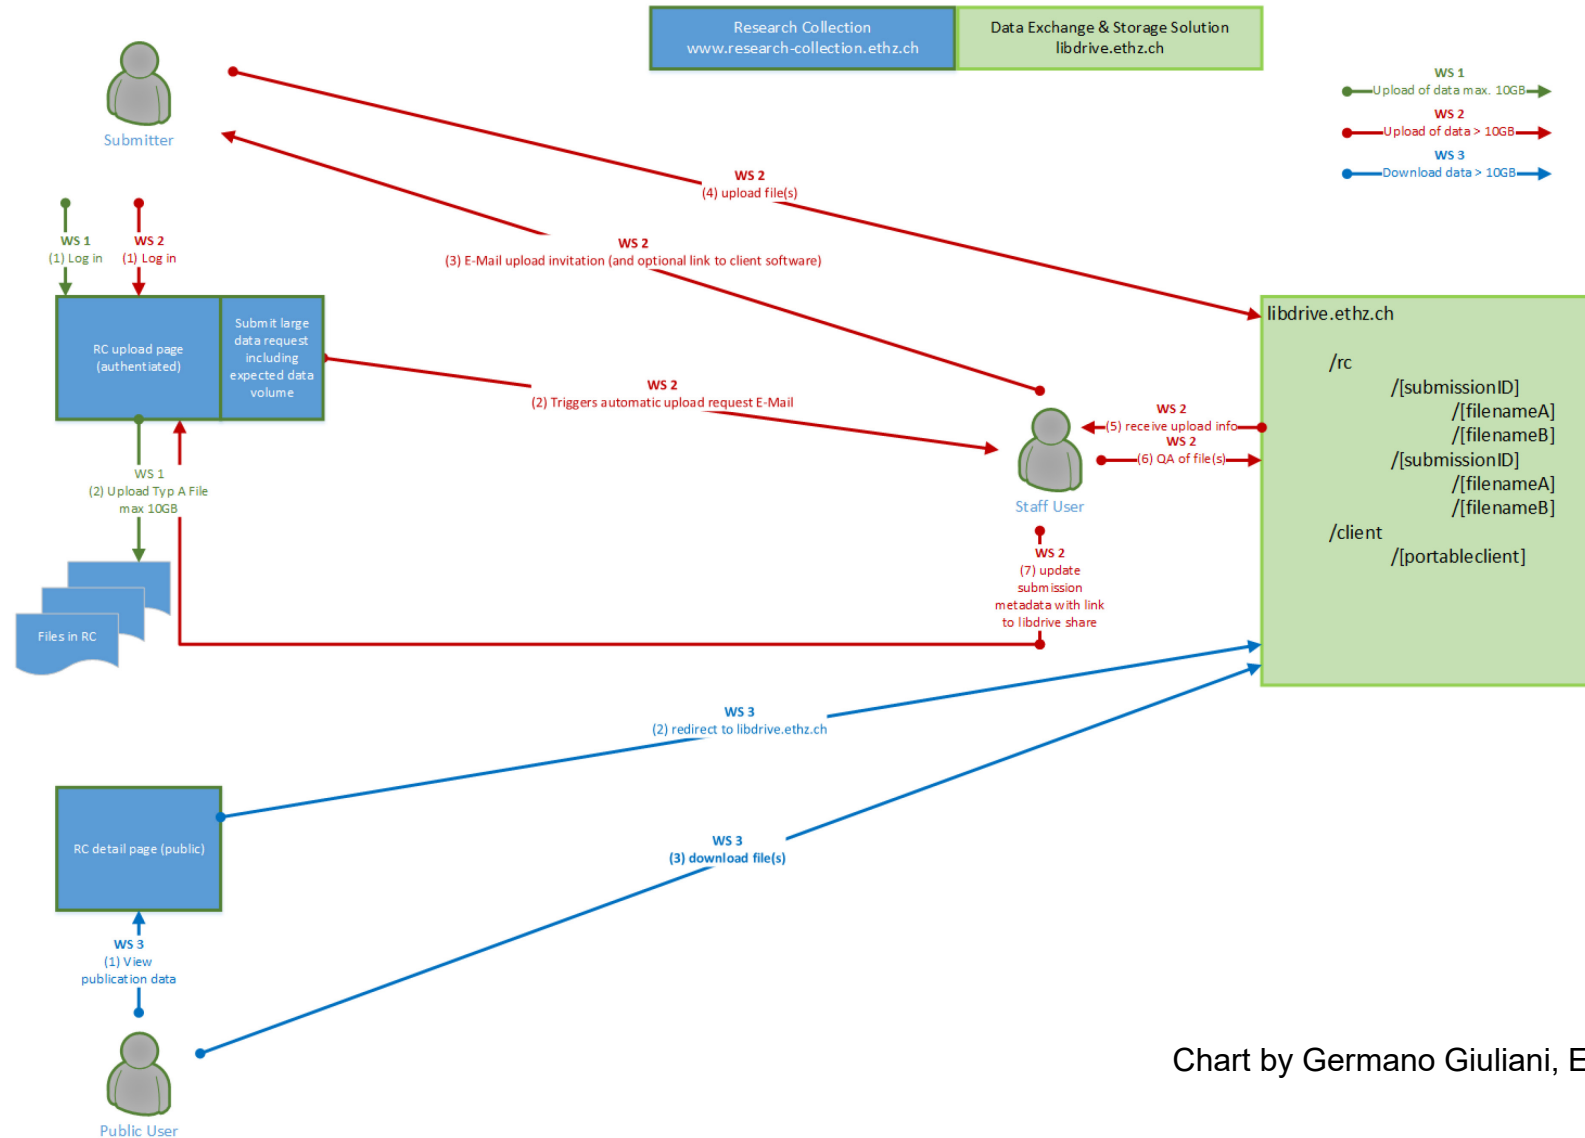 Research Collection
www.research-collection.ethz.ch
Data Exchange & Storage Solution
libdrive.ethz.ch
WS 1
Upload of data max. 10GB
WS 2
Upload of data > 10GB
WS 3
Download data > 10GB
Submitter
WS 2
(4) upload file(s)
WS 1
(1) Log in
WS 2
(1) Log in
WS 2
(3) E-Mail upload invitation (and optional link to client software)
RC upload page
(authentiated)
Submit large
data request
including
expected data
volume
WS 2
(2) Triggers automatic upload request E-Mail
libdrive.ethz.ch
/rc
/[submissionID]
/[filenameA]
/[filenameB]
/[submissionID]
/[filenameA]
/[filenameB]
/client
/[portableclient]
WS 2
(5) receive upload info
WS 2
(6) QA of file(s)
Staff User
WS 1
(2) Upload Typ A File
max 10GB
Files in RC
WS 2
(7) update
submission
metadata with link
to libdrive share
WS 3
(2) redirect to libdrive.ethz.ch
RC detail page (public)
WS 3
(3) download file(s)
WS 3
(1) View
publication data
Public User
Chart by Germano Giuliani, E